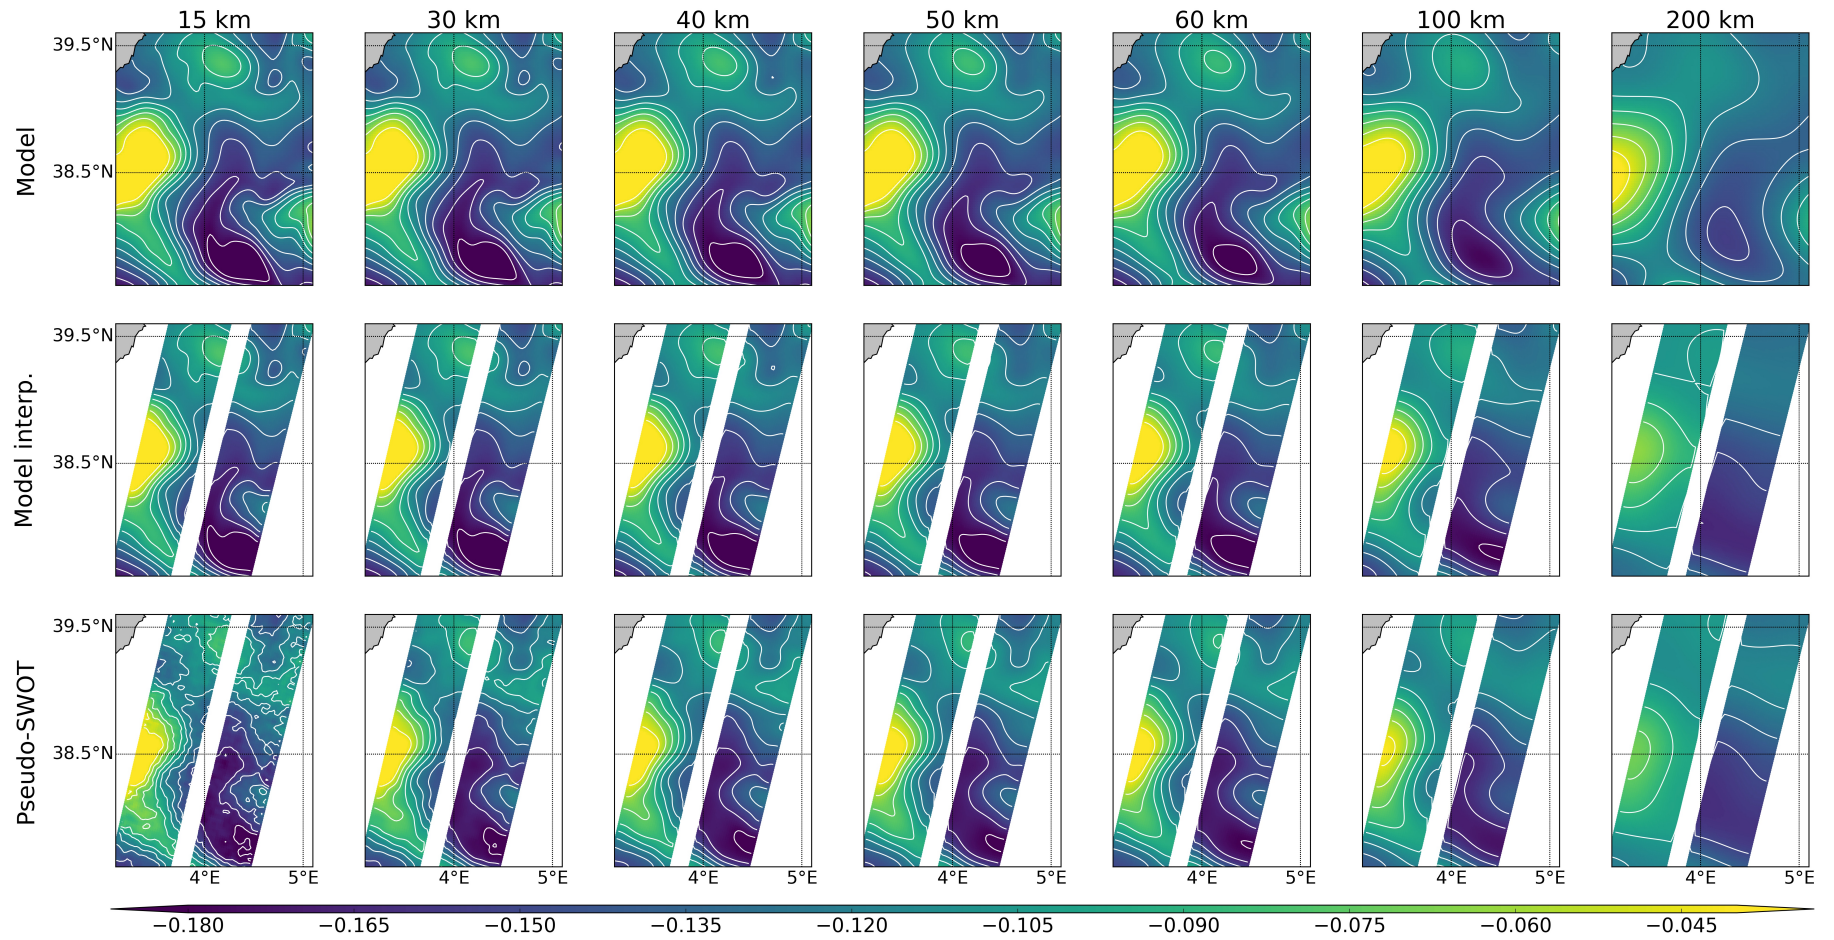 15 km 30 km 40 km 50 km 60 km 100 km 200 km
39.5°N
Model
38.5°N
39.5°N
Model interp.
38.5°N
39.5°N
Pseudo-SWOT
38.5°N
4°E 5°E 4°E 5°E 4°E 5°E 4°E 5°E 4°E 5°E 4°E 5°E 4°E 5°E
−0.180 −0.165 −0.150 −0.135 −0.120 −0.105 −0.090 −0.075 −0.060 −0.045